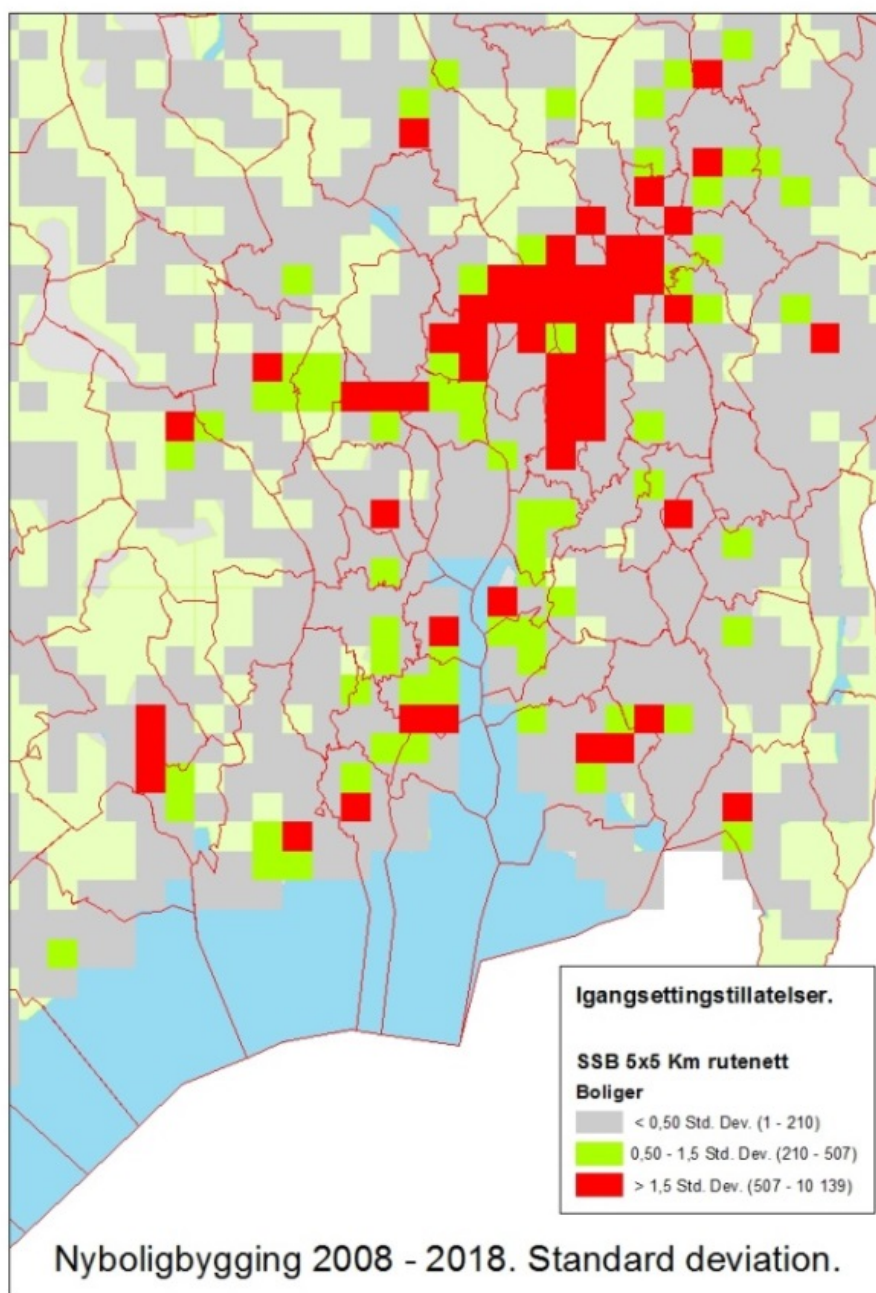 Igangsettingstillatelser.
SSB 5x5 Km rutenett
Boliger
< 0,50 Std. Dev. (1 - 210)
0,50 - 1,5 Std. Dev. (210 - 507)
> 1,5 Std. Dev. (507 - 10 139)
Nyboligbygging 2008 - 2018. Standard deviation.